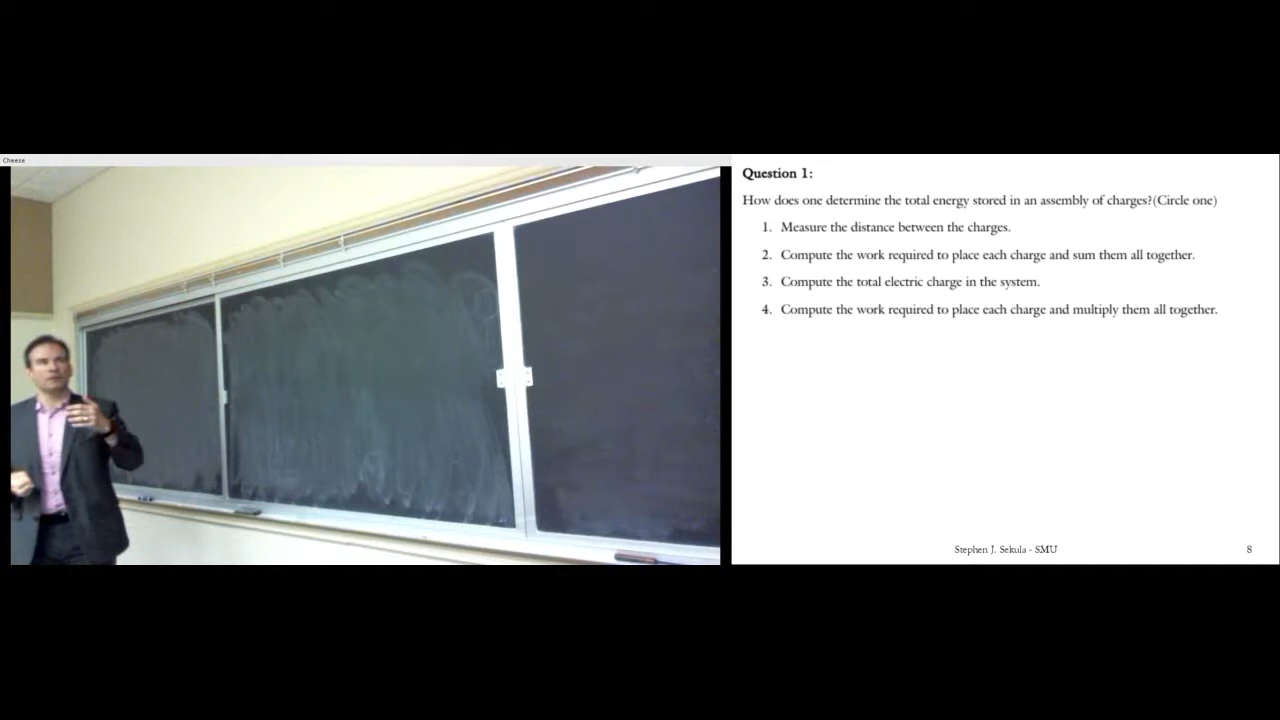 Cheese
Question 1:
How does one determine the total energy stored in an assembly of charges?(Circle one)
1. Measure the distance between the charges.
2. Compute the work required to place each charge and sum them all together.
3. Compute the total electric charge in the system.
4. Compute the work required to place each charge and multiply them all together.
Stephen J. Sekula - SMU
8